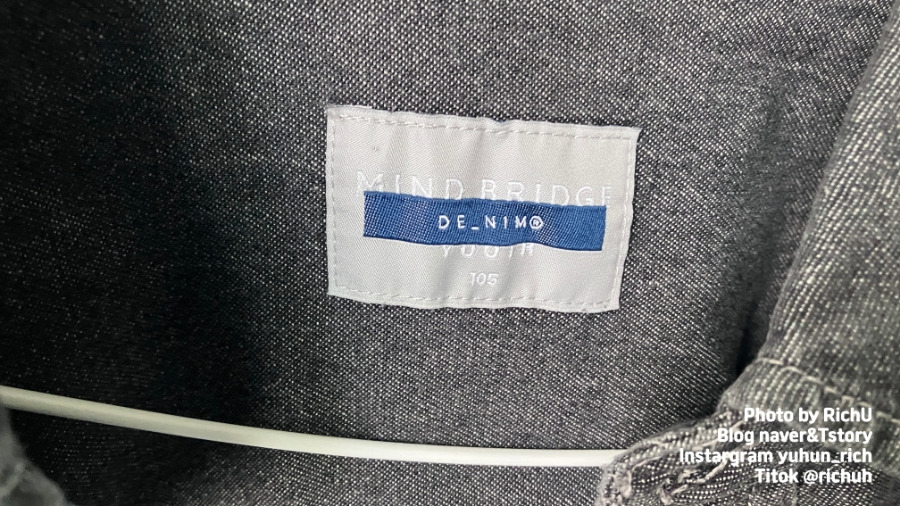 MIND BRIDGE
DE_NIM®
YOUTH
105
Photo by RichU
Blog naver&Tstory
Instargram yuhun_rich
Titok @richuh